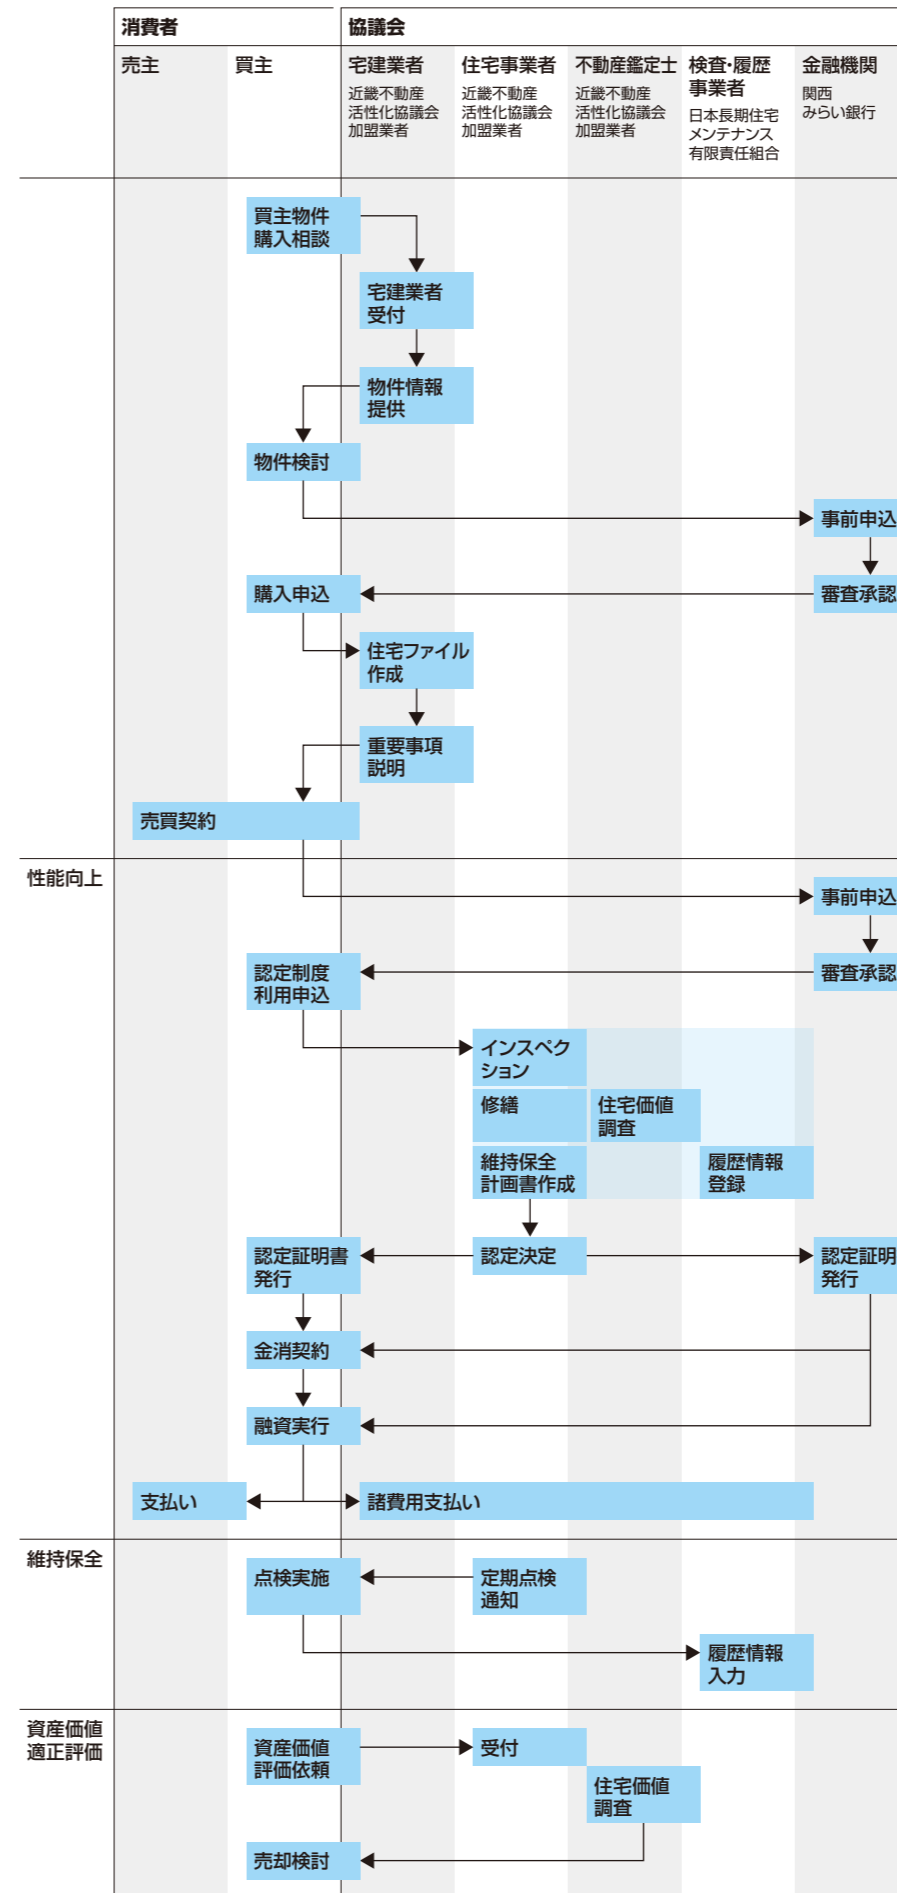 消費者
協議会
売主
買主
宅建業者
近畿不動産
活性化協議会
加盟業者
住宅事業者
近畿不動産
活性化協議会
加盟業者
不動産鑑定士
近畿不動産
活性化協議会
加盟業者
検査・履歴
事業者
日本長期住宅
メンテナンス
有限責任組合
金融機関
関西
みらい銀行
買主物件
購入相談
宅建業者
受付
物件情報
提供
物件検討
事前申込
審査承認
購入申込
住宅ファイル
作成
重要事項
説明
売買契約
性能向上
事前申込
審査承認
認定制度
利用申込
インスペク
ション
修繕
住宅価値
調査
維持保全
計画書作成
履歴情報
登録
認定決定
認定証明書
発行
認定証明
発行
金消契約
融資実行
支払い
諸費用支払い
維持保全
点検実施
定期点検
通知
履歴情報
入力
資産価値
適正評価
資産価値
評価依頼
受付
住宅価値
調査
売却検討